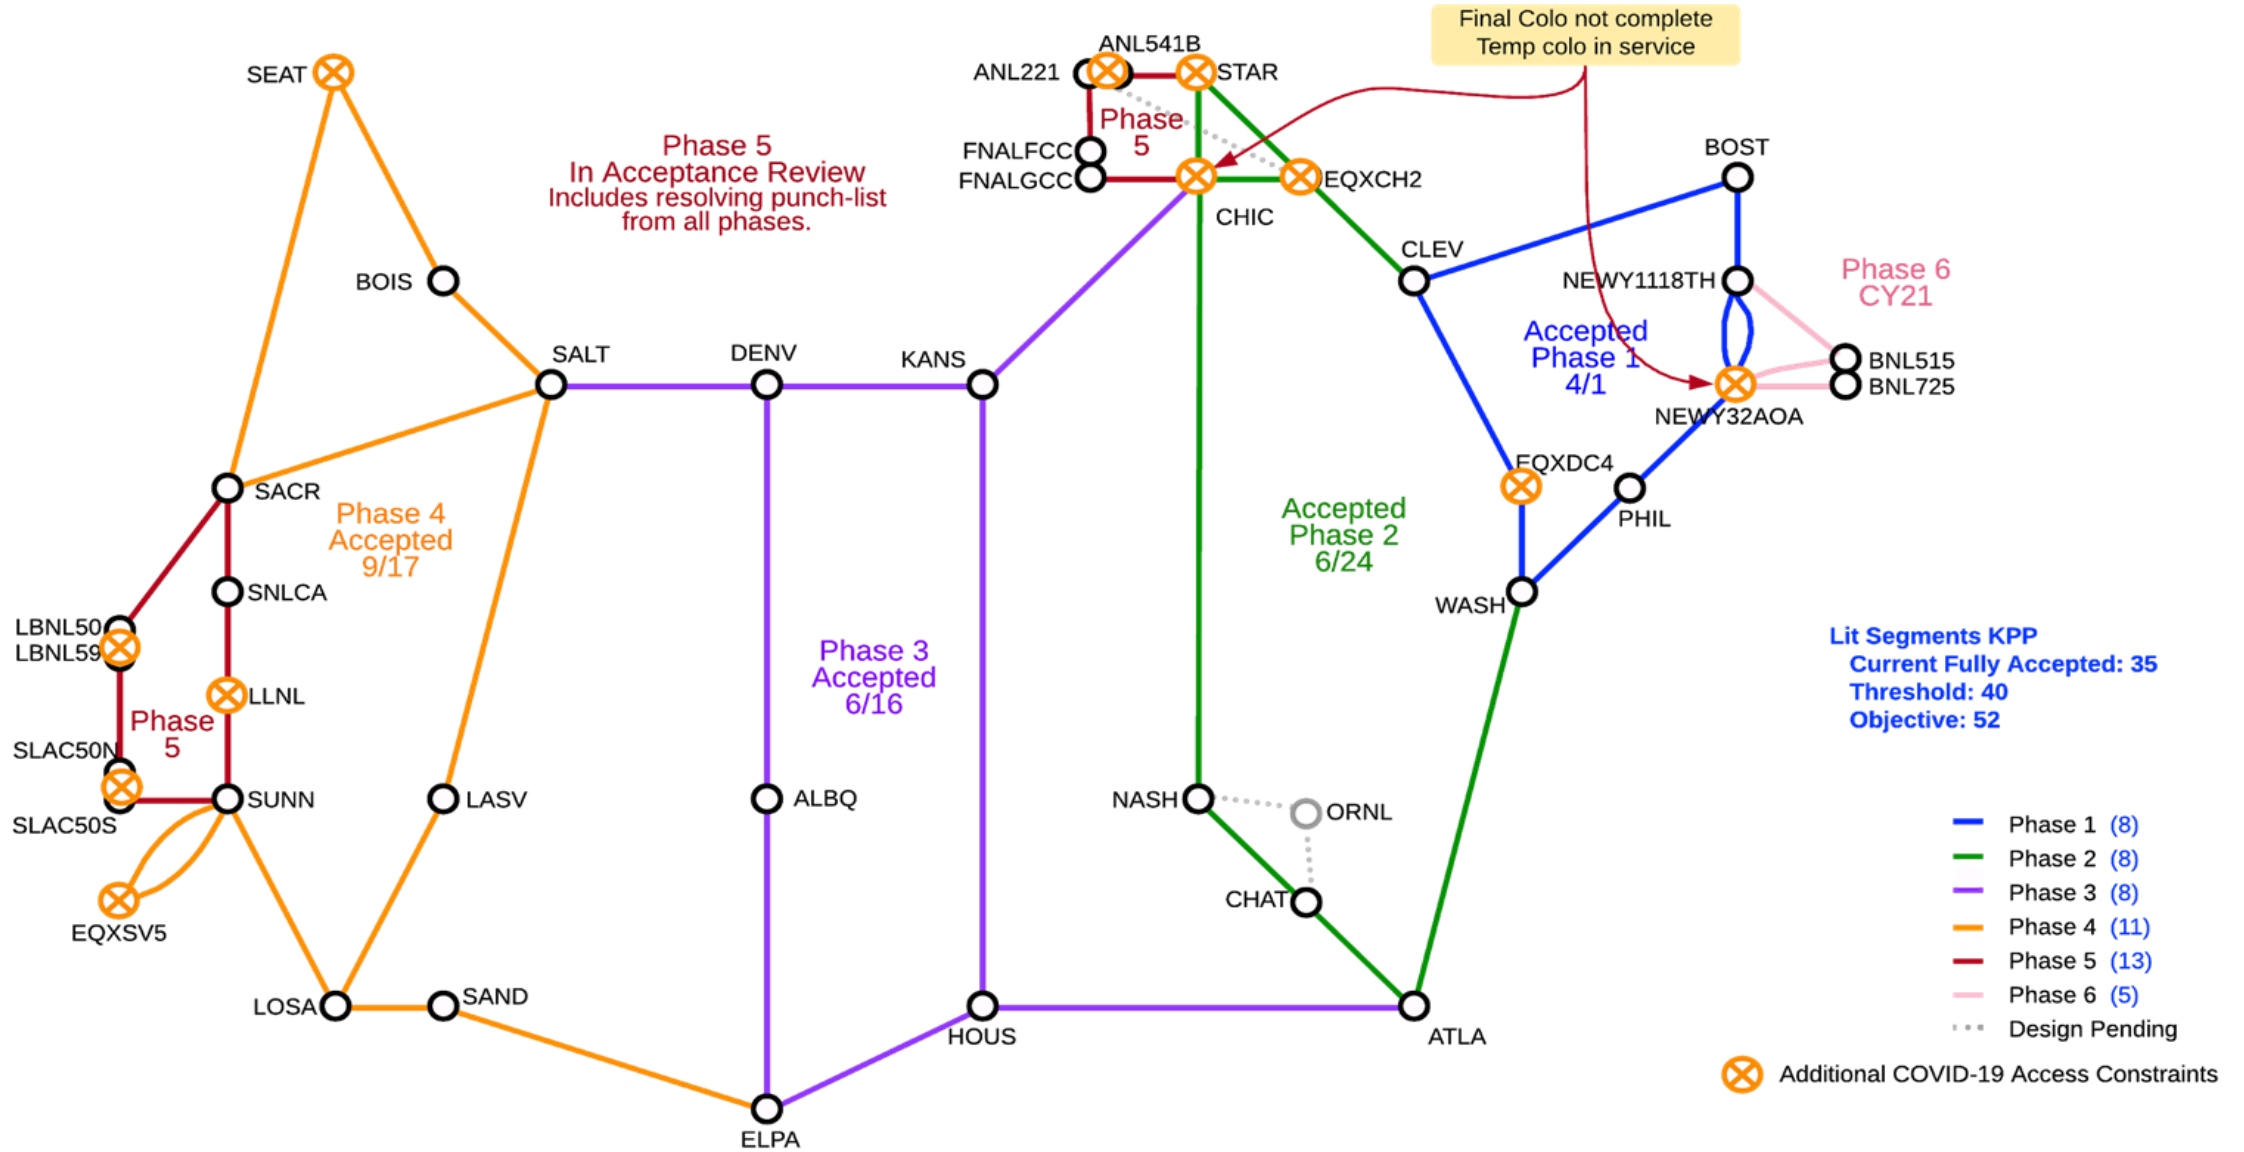 Final Colo not complete
Temp colo in service
ANL541B
SEAT
ANL221
STAR
Phase
5
Phase 5
In Acceptance Review
Includes resolving punch-list
from all phases.
FNALFCC
FNALGCC
EQXCH2
CHIC
BOST
CLEV
BOIS
NEWY1118TH
Phase 6
CY21
Accepted
Phase 1
4/1
SALT
DENV
KANS
BNL515
BNL725
NEWY32AOA
EQXDC4
SACR
Phase 4
Accepted
9/17
Accepted
Phase 2
6/24
PHIL
SNLCA
WASH
LBNL50
LBNL59
Phase 3
Accepted
6/16
Lit Segments KPP
Current Fully Accepted: 35
Threshold: 40
Objective: 52
LLNL
Phase
5
SLAC50N
SUNN
SLAC50S
LASV
ALBQ
NASH
ORNL
CHAT
EQXSV5
LOSA
SAND
HOUS
ATLA
ELPA
Phase 1 (8)
Phase 2 (8)
Phase 3 (8)
Phase 4 (11)
Phase 5 (13)
Phase 6 (5)
Design Pending
Additional COVID-19 Access Constraints